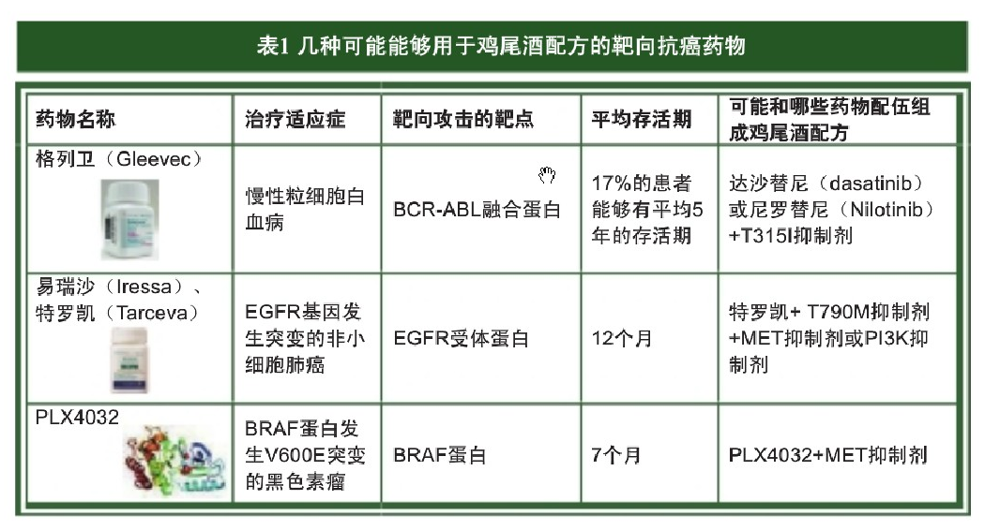 表1 几种可能能够用于鸡尾酒配方的靶向抗癌药物
药物名称
治疗适应症
靶向攻击的靶点
平均存活期
可能和哪些药物配伍组
成鸡尾酒配方
格列卫（Gleevec）
慢性粒细胞白
血病
BCR-ABL融合蛋白
17%的患者
能够有平均5
年的存活期
达沙替尼（dasatinib）
或尼罗替尼（Nilotinib）
+T315I抑制剂
易瑞沙（Iressa）、
特罗凯（Tarceva）
EGFR基因发
生突变的非小
细胞肺癌
EGFR受体蛋白
12个月
特罗凯+ T790M抑制剂
+MET抑制剂或PI3K抑
制剂
PLX4032
BRAF蛋白发
生V600E突变
的黑色素瘤
BRAF蛋白
7个月
PLX4032+MET抑制剂